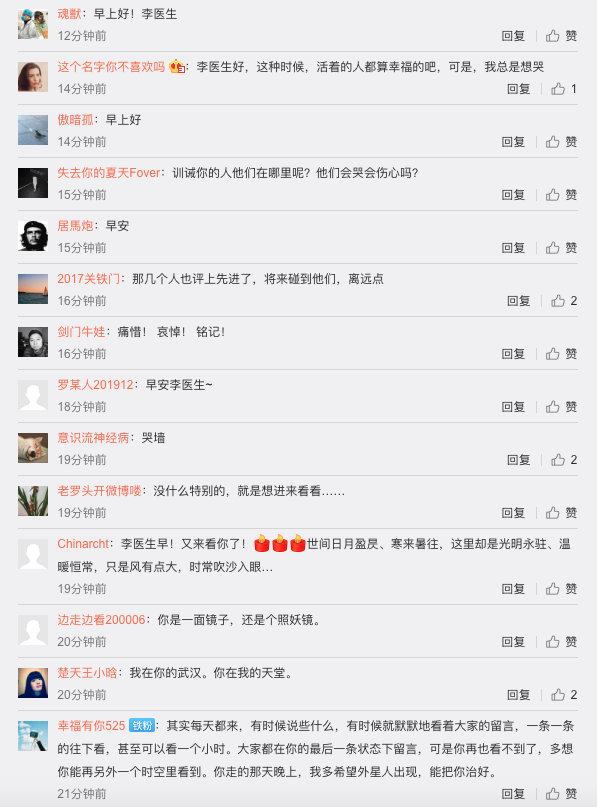 魂獸：早上好！李医生
12分钟前 回复 赞
这个名字你不喜欢吗：李医生好，这种时候，活着的人都算幸福的吧，可是，我总是想哭
14分钟前 回复 1
傲暗孤：早上好
14分钟前 回复 赞
失去你的夏天Fover：训诫你的人他们在哪里呢？他们会哭会伤心吗？
15分钟前 回复 赞
居馬炮：早安
15分钟前 回复 赞
2017关铁门：那几个人也评上先进了，将来碰到他们，离远点
16分钟前 回复 2
剑门牛娃：痛惜！ 哀悼！ 铭记！
16分钟前 回复 赞
罗某人201912：早安李医生~
18分钟前 回复 赞
意识流神经病：哭墙
19分钟前 回复 2
老罗头开微博喽：没什么特别的，就是想进来看看……
19分钟前 回复 赞
Chinarcht：李医生早！又来看你了！世间日月盈昃、寒来暑往，这里却是光明永驻、温
暖恒常，只是风有点大，时常吹沙入眼…
19分钟前 回复 赞
边走边看200006：你是一面镜子，还是个照妖镜。
20分钟前 回复 赞
楚天王小晗：我在你的武汉。你在我的天堂。
20分钟前 回复 2
幸福有你525 铁粉：其实每天都来，有时候说些什么，有时候就默默地看着大家的留言，一条一条
的往下看，甚至可以看一个小时。大家都在你的最后一条状态下留言，可是你再也看不到了，多想
你能再另外一个时空里看到。你走的那天晚上，我多希望外星人出现，能把你治好。
21分钟前 回复 赞